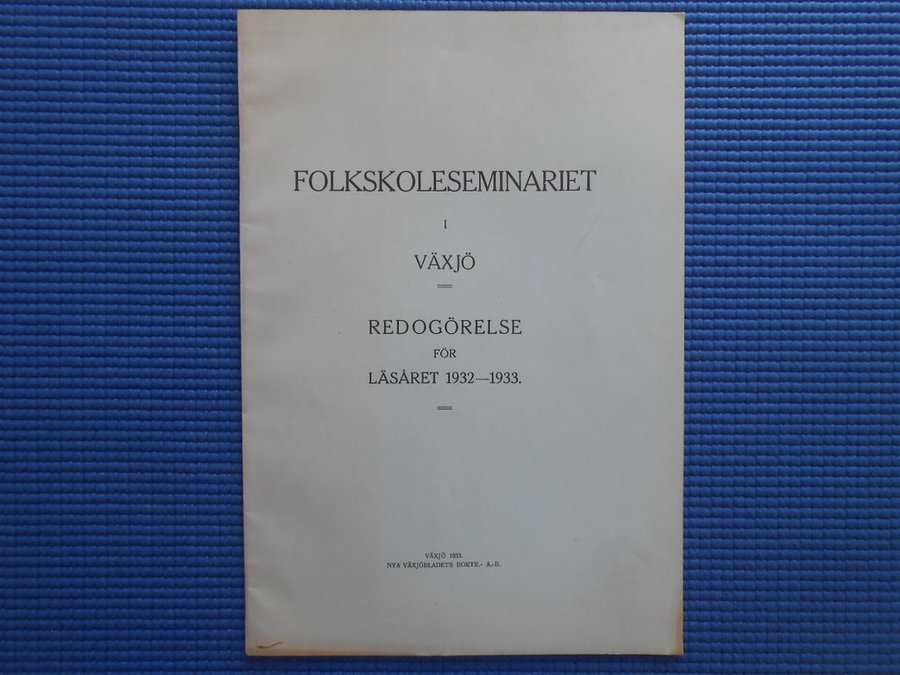 FOLKSKOLESEMINARIET
I
VÄXJÖ
REDOGÖRELSE
FÖR
LÄSÅRET 1932—1933.
VÄXJÖ 1933.
NYA VÄXJÖBLADETS BOKTR.- A.-B.